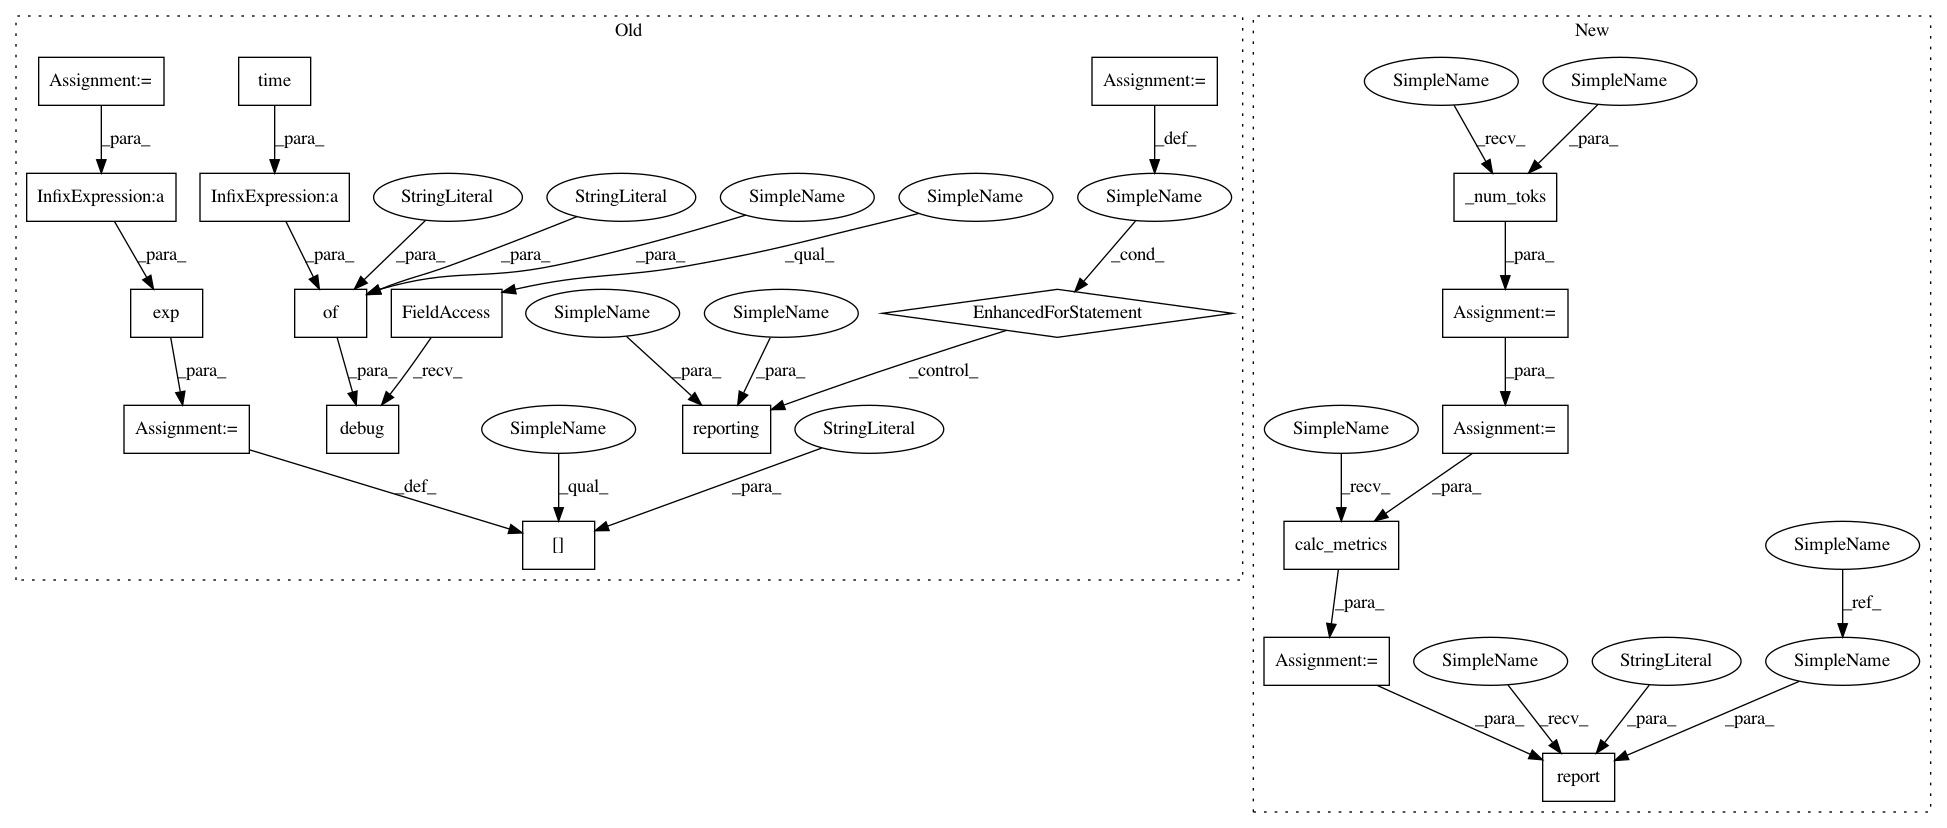 Old
New
Assignment:=
time
Assignment:=
SimpleName
SimpleName
_para_
_para_
_def_
_recv_
_para_
InfixExpression:a
InfixExpression:a
StringLiteral
StringLiteral
SimpleName
SimpleName
SimpleName
_num_toks
_para_
_para_
_para_
_para_
_para_
_qual_
_cond_
_para_
exp
of
FieldAccess
SimpleName
SimpleName
EnhancedForStatement
Assignment:=
_para_
_para_
_recv_
_para_
_para_
_control_
_para_
Assignment:=
debug
SimpleName
reporting
StringLiteral
SimpleName
Assignment:=
_def_
_qual_
_para_
_recv_
_para_
[]
calc_metrics
SimpleName
_para_
_ref_
Assignment:=
SimpleName
StringLiteral
SimpleName
_para_
_recv_
_para_
_para_
report